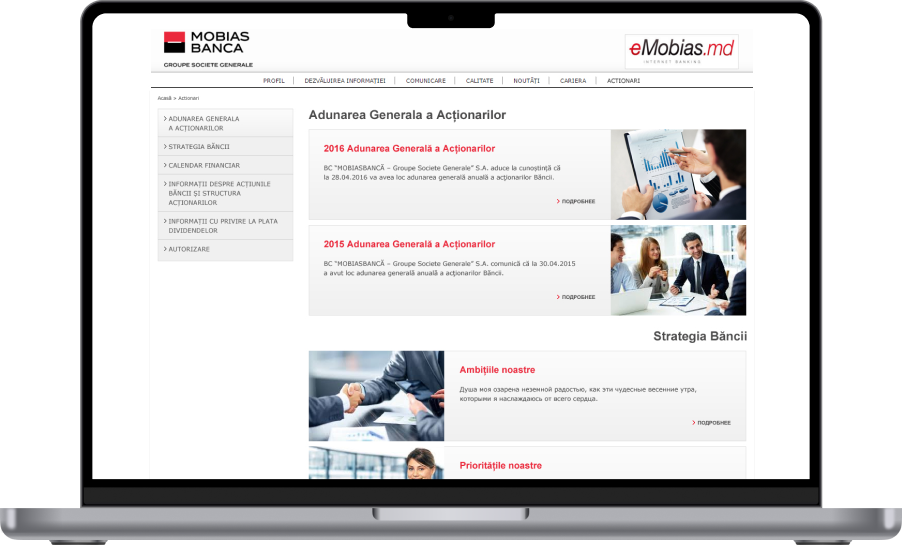 MOBIAS
BANCA
GROUPE SOCIETE GENERALE
eMobias.md
INTERNET BANKING
PROFIL
DEZVĂLUIREA INFORMAȚIEI
COMUNICARE
CALITATE
NOUTĂȚI
CARIERA
ACTIONARI
Acasă > Actionari
ADUNAREA GENERALA
A ACȚIONARILOR
STRATEGIA BĂNCII
CALENDAR FINANCIAR
INFORMAȚII DESPRE ACȚIUNILE
BĂNCII ȘI STRUCTURA
ACȚIONARILOR
INFORMAȚII CU PRIVIRE LA PLATA
DIVIDENDELOR
AUTORIZARE
Adunarea Generala a Acționarilor
2016 Adunarea Generală a Acționarilor
BC "MOBIASBANCĂ – Groupe Societe Generale" S.A. aduce la cunoștință că
la 28.04.2016 va avea loc adunarea generală anuală a acționarilor Băncii.
ПОДРОБНЕЕ
2015 Adunarea Generală a Acționarilor
BC "MOBIASBANCĂ – Groupe Societe Generale" S.A. comunică că la 30.04.2015
a avut loc adunarea generală anuală a acționarilor Băncii.
ПОДРОБНЕЕ
Strategia Băncii
Ambițiile noastre
Душа моя озарена неземной радостью, как эти чудесные весенние утра,
которыми я наслаждаюсь от всего сердца.
ПОДРОБНЕЕ
Prioritățile noastre